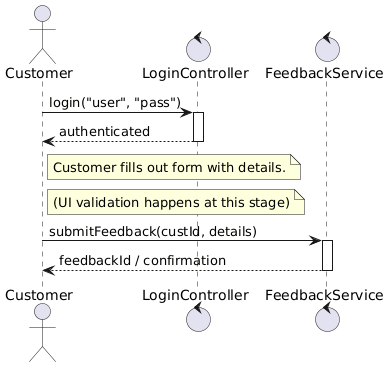 Customer LoginController FeedbackService
login("user", "pass")
authenticated
Customer fills out form with details.
(UI validation happens at this stage)
submitFeedback(custId, details)
feedbackId / confirmation
Customer LoginController FeedbackService